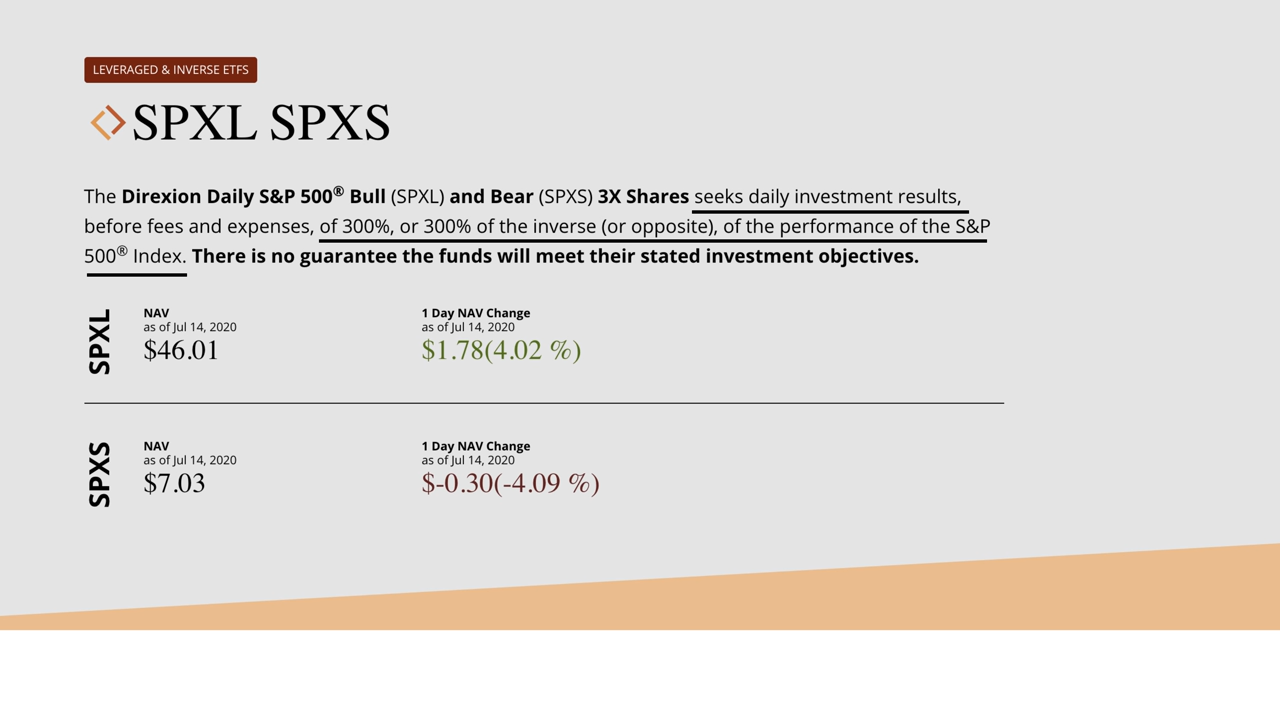 LEVERAGED & INVERSE ETFS
SPXL SPXS
The Direxion Daily S&P 500® Bull (SPXL) and Bear (SPXS) 3X Shares seeks daily investment results,
before fees and expenses, of 300%, or 300% of the inverse (or opposite), of the performance of the S&P
500® Index. There is no guarantee the funds will meet their stated investment objectives.
SPXL
NAV
as of Jul 14, 2020
$46.01
1 Day NAV Change
as of Jul 14, 2020
$1.78(4.02 %)
SPXS
NAV
as of Jul 14, 2020
$7.03
1 Day NAV Change
as of Jul 14, 2020
$-0.30(-4.09 %)